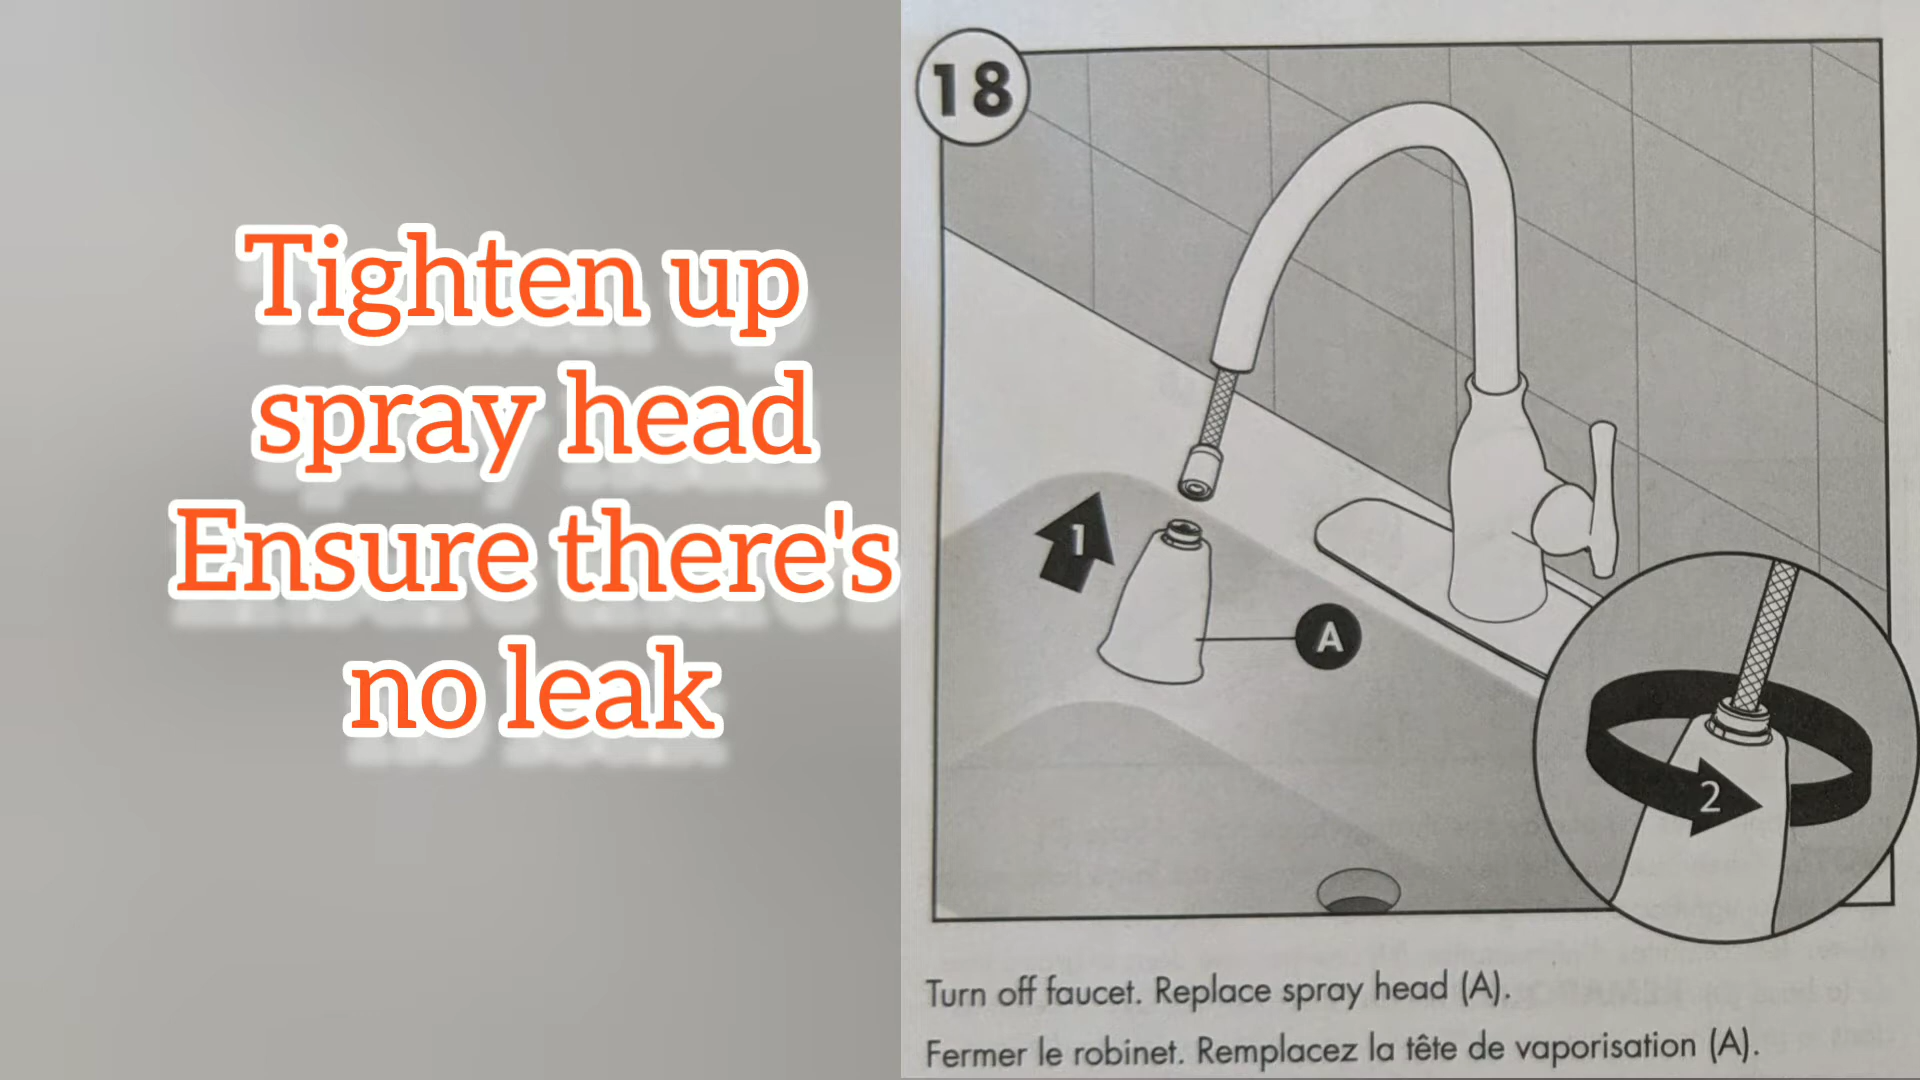 Tighten up
spray head
Ensure there's
no leak
18
1
A
2
Turn off faucet. Replace spray head (A).
Fermer le robinet. Remplacez la tête de vaporisation (A).